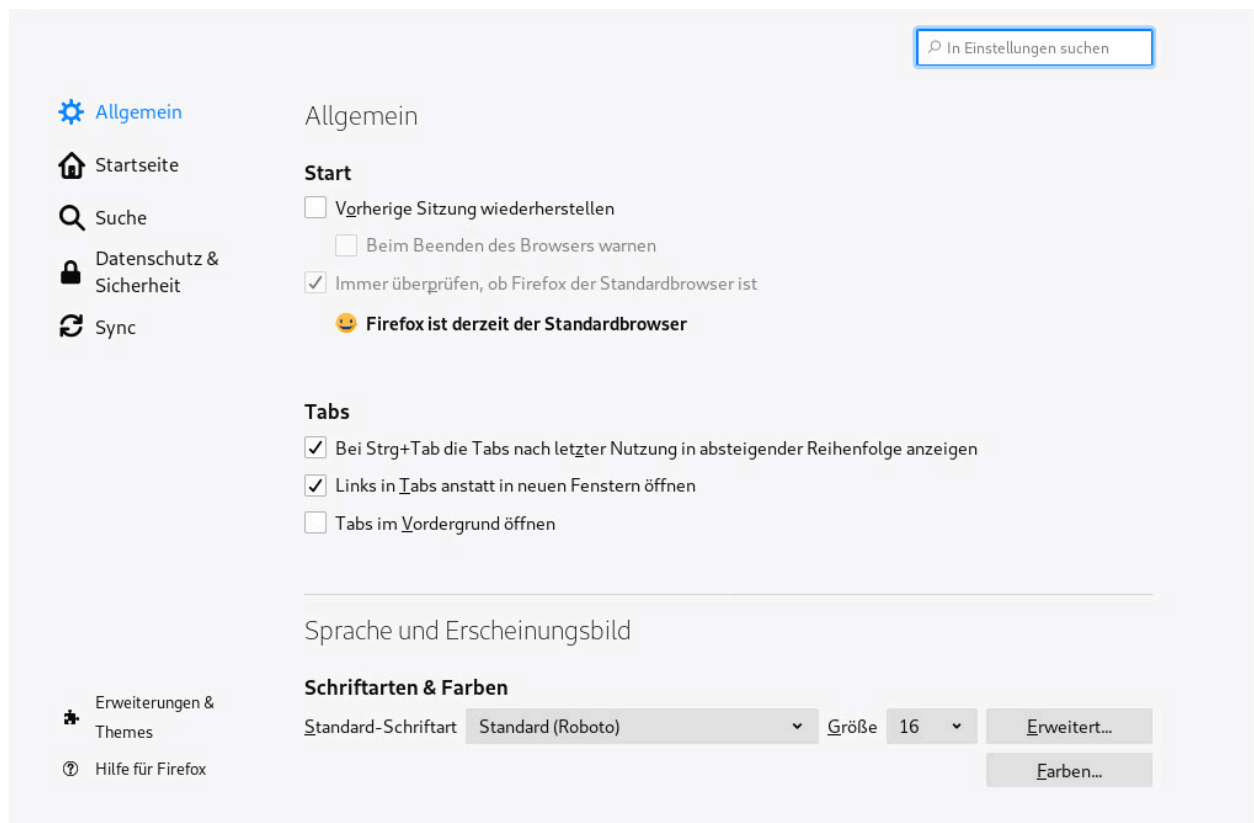 In Einstellungen suchen
Allgemein
Startseite
Suche
Datenschutz &
Sicherheit
Sync
Erweiterungen &
Themes
Hilfe für Firefox
Allgemein
Start
Vorherige Sitzung wiederherstellen
Beim Beenden des Browsers warnen
Immer überprüfen, ob Firefox der Standardbrowser ist
Firefox ist derzeit der Standardbrowser
Tabs
Bei Strg+Tab die Tabs nach letzter Nutzung in absteigender Reihenfolge anzeigen
Links in Tabs anstatt in neuen Fenstern öffnen
Tabs im Vordergrund öffnen
Sprache und Erscheinungsbild
Schriftarten & Farben
Standard-Schriftart Standard (Roboto) Größe 16 Erweitert...
Farben...